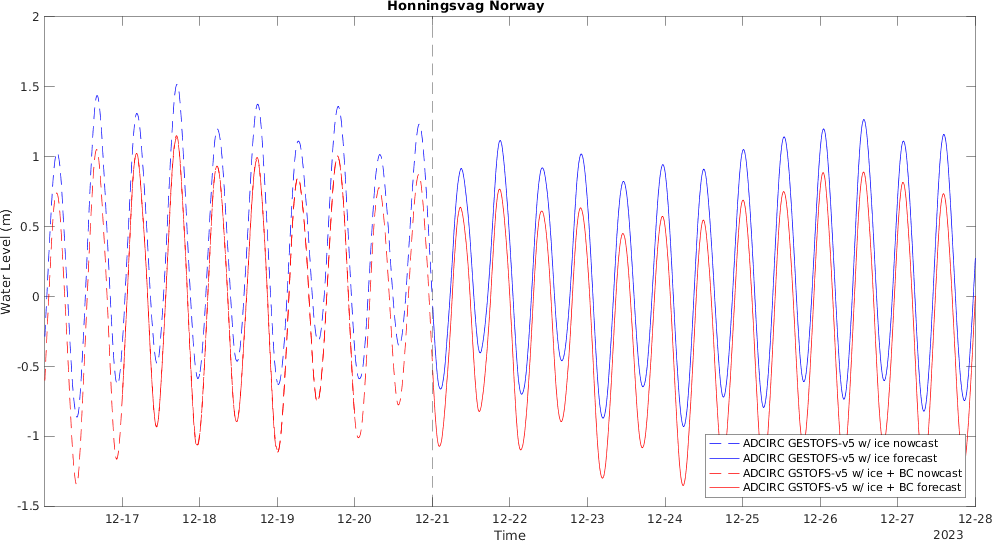 Honningsvag Norway
2
1.5
1
0.5
0
-0.5
-1
-1.5
Water Level (m)
12-17 12-18 12-19 12-20 12-21 12-22 12-23 12-24 12-25 12-26 12-27 12-28
Time
2023
ADCIRC GESTOFS-v5 w/ ice nowcast
ADCIRC GESTOFS-v5 w/ ice forecast
ADCIRC GSTOFS-v5 w/ ice + BC nowcast
ADCIRC GSTOFS-v5 w/ ice + BC forecast